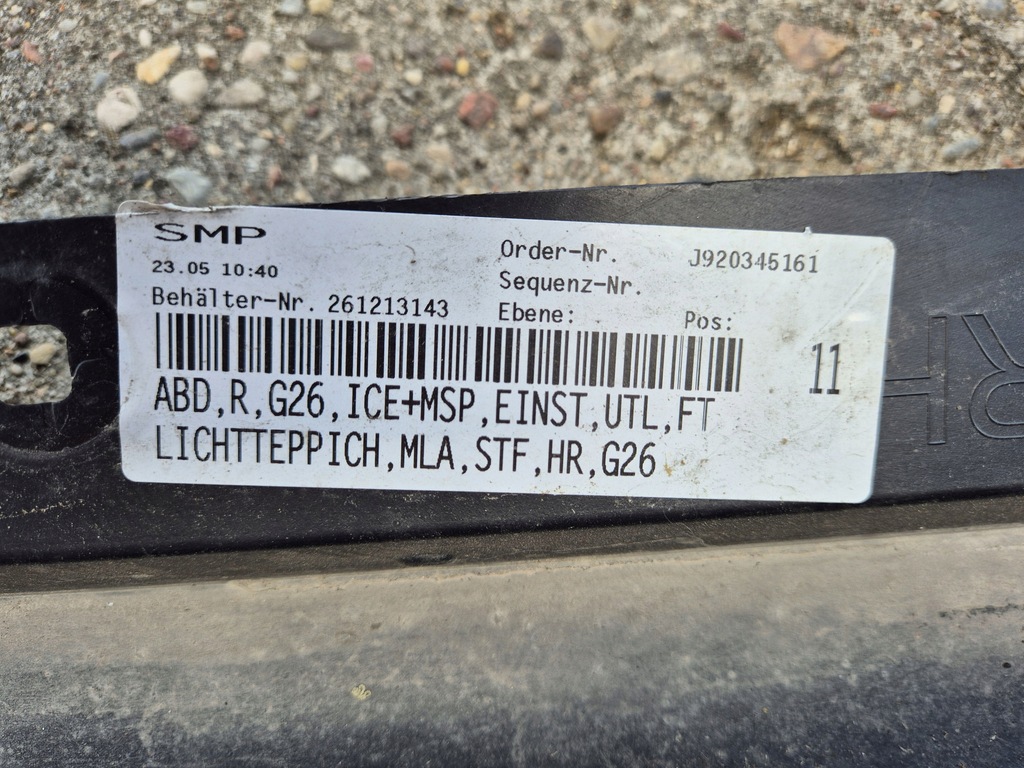 SMP
23.05 10:40
Behälter-Nr. 261213143
Order-Nr. J920345161
Sequenz-Nr.
Ebene: Pos:
11
ABD,R,G26,ICE+MSP,EINST,UTL,FT
LICHTTEPPICH,MLA,STF,HR,G26
RH